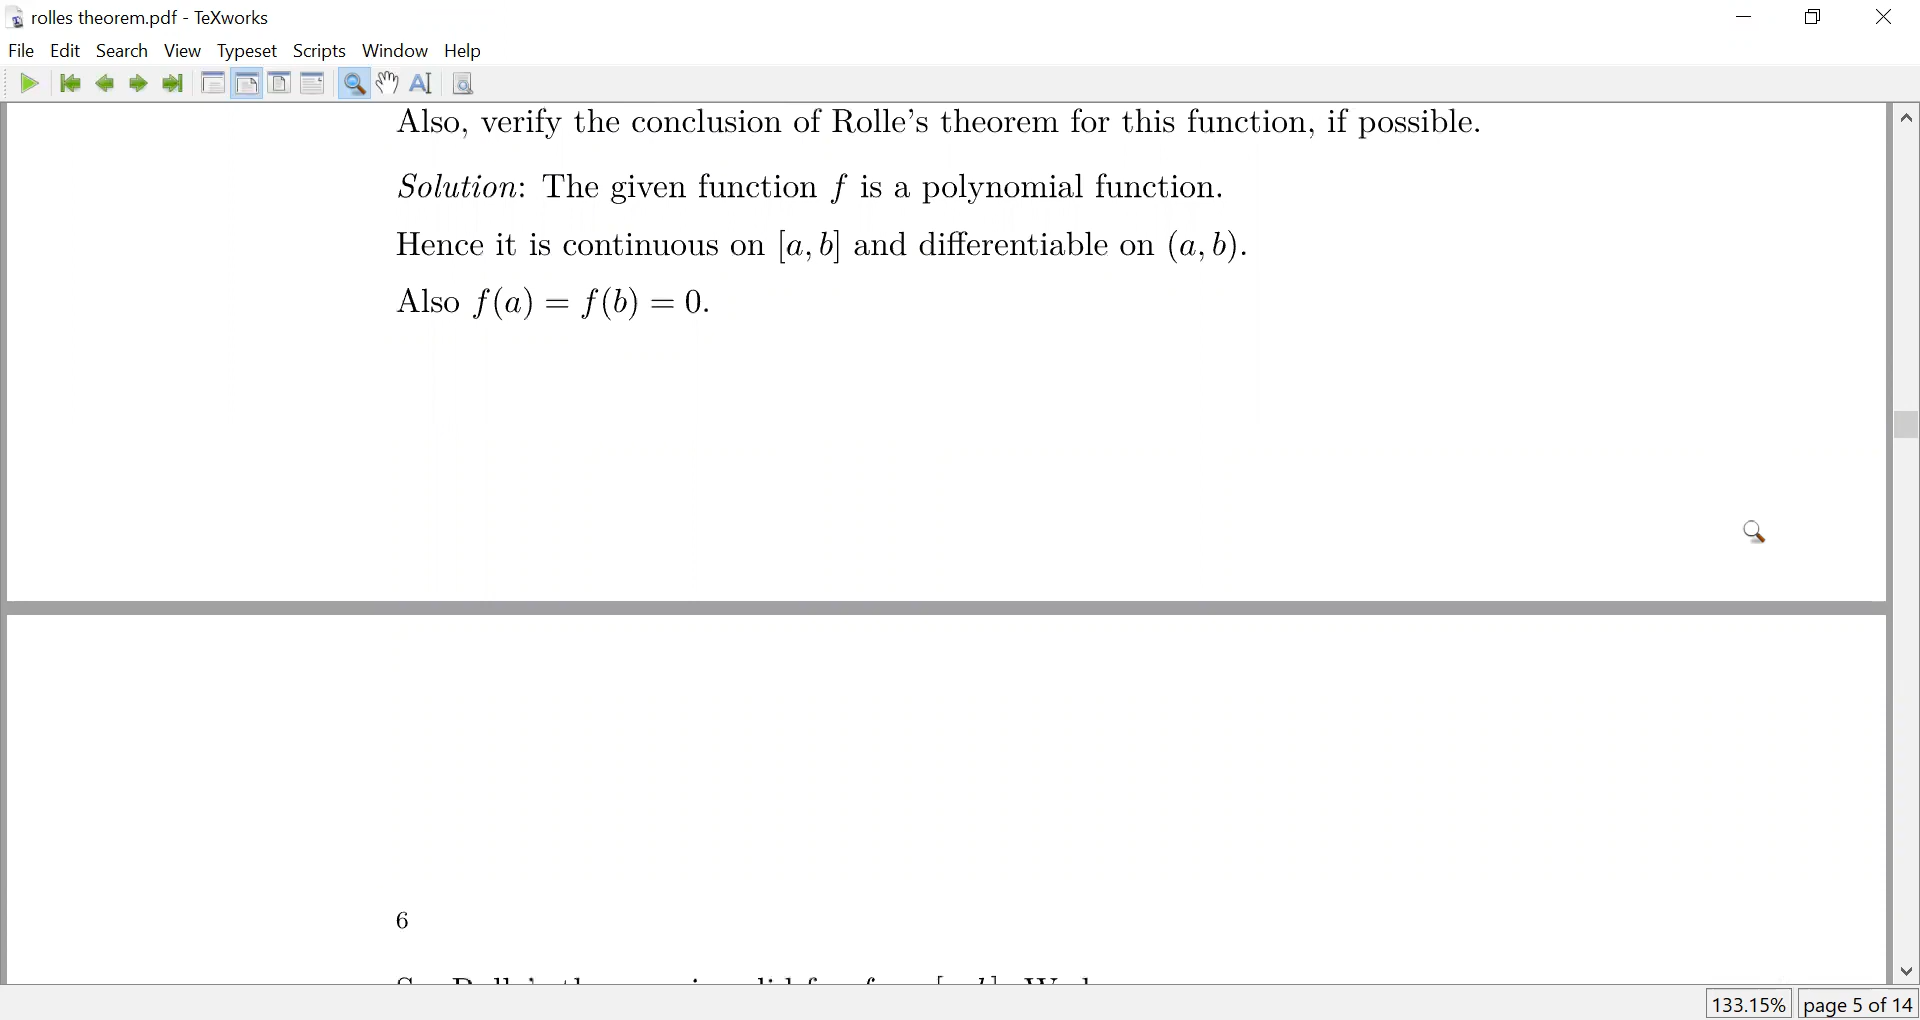 rolles theorem.pdf - TeXworks
File Edit Search View Typeset Scripts Window Help
Also, verify the conclusion of Rolle's theorem for this function, if possible.
Solution: The given function f is a polynomial function.
Hence it is continuous on [a, b] and differentiable on (a, b).
Also f(a) = f(b) = 0.
6
133.15% page 5 of 14